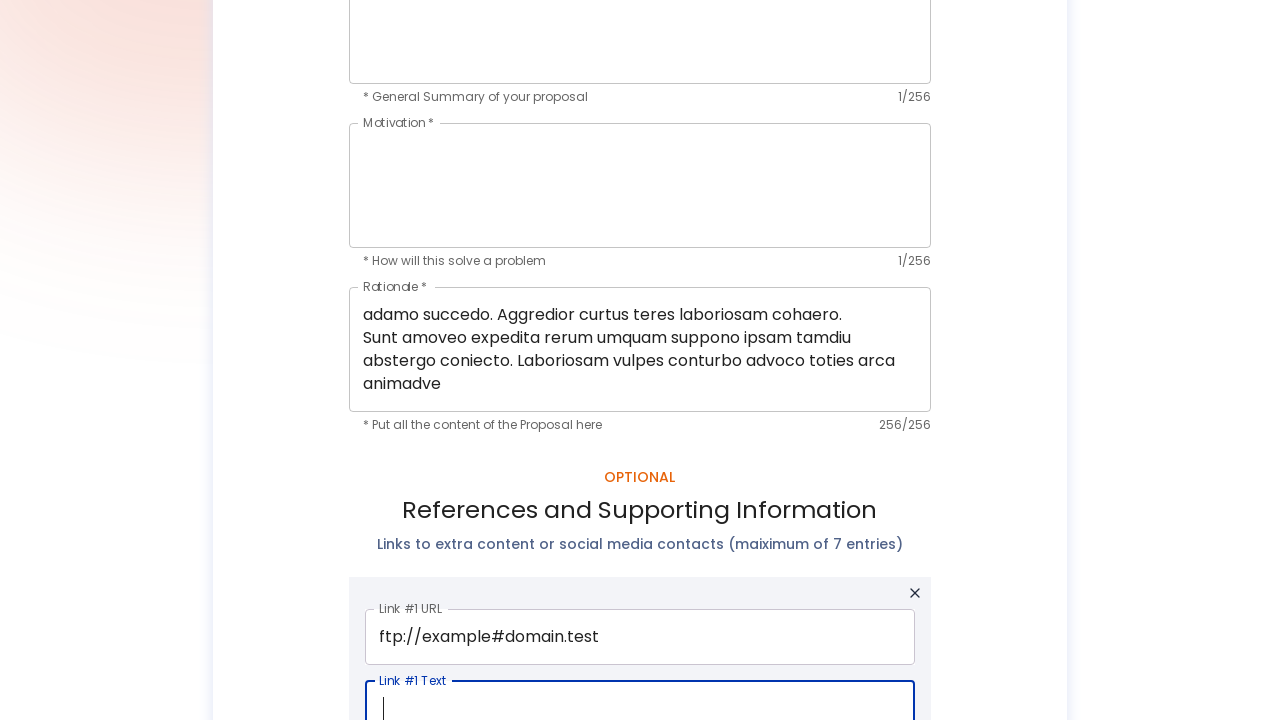 * General Summary of your proposal 1/256
Motivation *
* How will this solve a problem 1/256
Rationale *
adamo succedo. Aggredior curtus teres laboriosam cohaero.
Sunt amoveo expedita rerum umquam suppono ipsam tamdiu
abstergo coniecto. Laboriosam vulpes conturbo advoco toties arca
animadve
* Put all the content of the Proposal here 256/256
OPTIONAL
References and Supporting Information
Links to extra content or social media contacts (maiximum of 7 entries)
Link #1 URL
ftp://example#domain.test
Link #1 Text